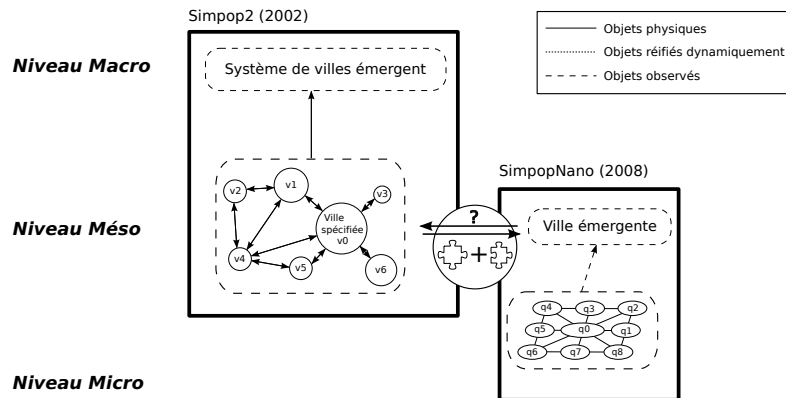 Simpop2 (2002)
Objets physiques
Objets réifiés dynamiquement
Objets observés
Niveau Macro
Système de villes émergent
SimpopNano (2008)
v1
v2
v3
Niveau Méso
Ville
spécifiée
v0
?
+
Ville émergente
v4
v5
v6
q4
q3
q2
q5
q0
q1
q6
q7
q8
Niveau Micro